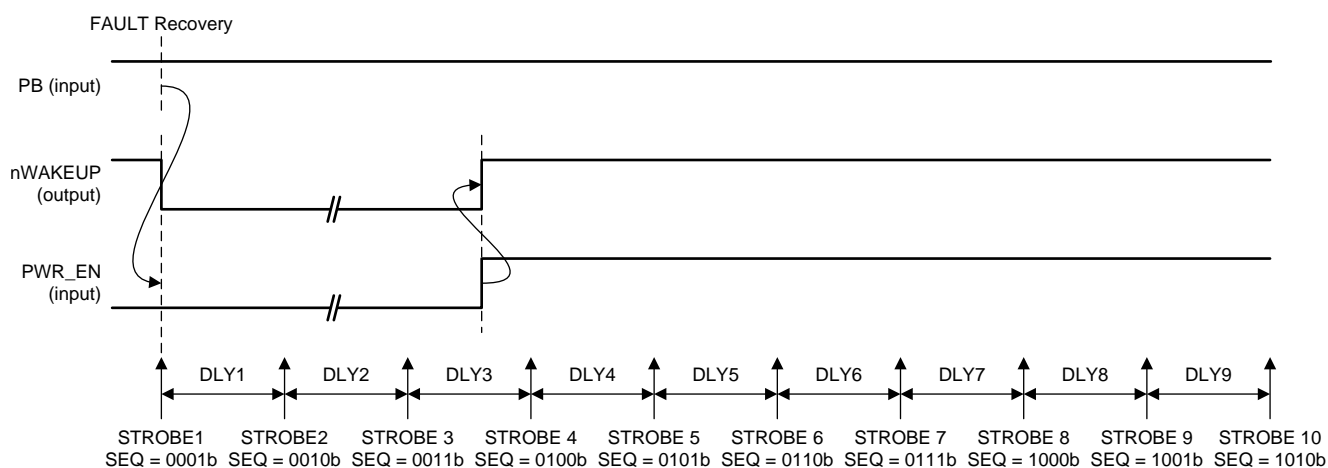 FAULT Recovery
PB (input)
nWAKEUP
(output)
PWR_EN
(input)
DLY1 DLY2 DLY3 DLY4 DLY5 DLY6 DLY7 DLY8 DLY9
STROBE1 STROBE2 STROBE 3 STROBE 4 STROBE 5 STROBE 6 STROBE 7 STROBE 8 STROBE 9 STROBE 10
SEQ = 0001b SEQ = 0010b SEQ = 0011b SEQ = 0100b SEQ = 0101b SEQ = 0110b SEQ = 0111b SEQ = 1000b SEQ = 1001b SEQ = 1010b